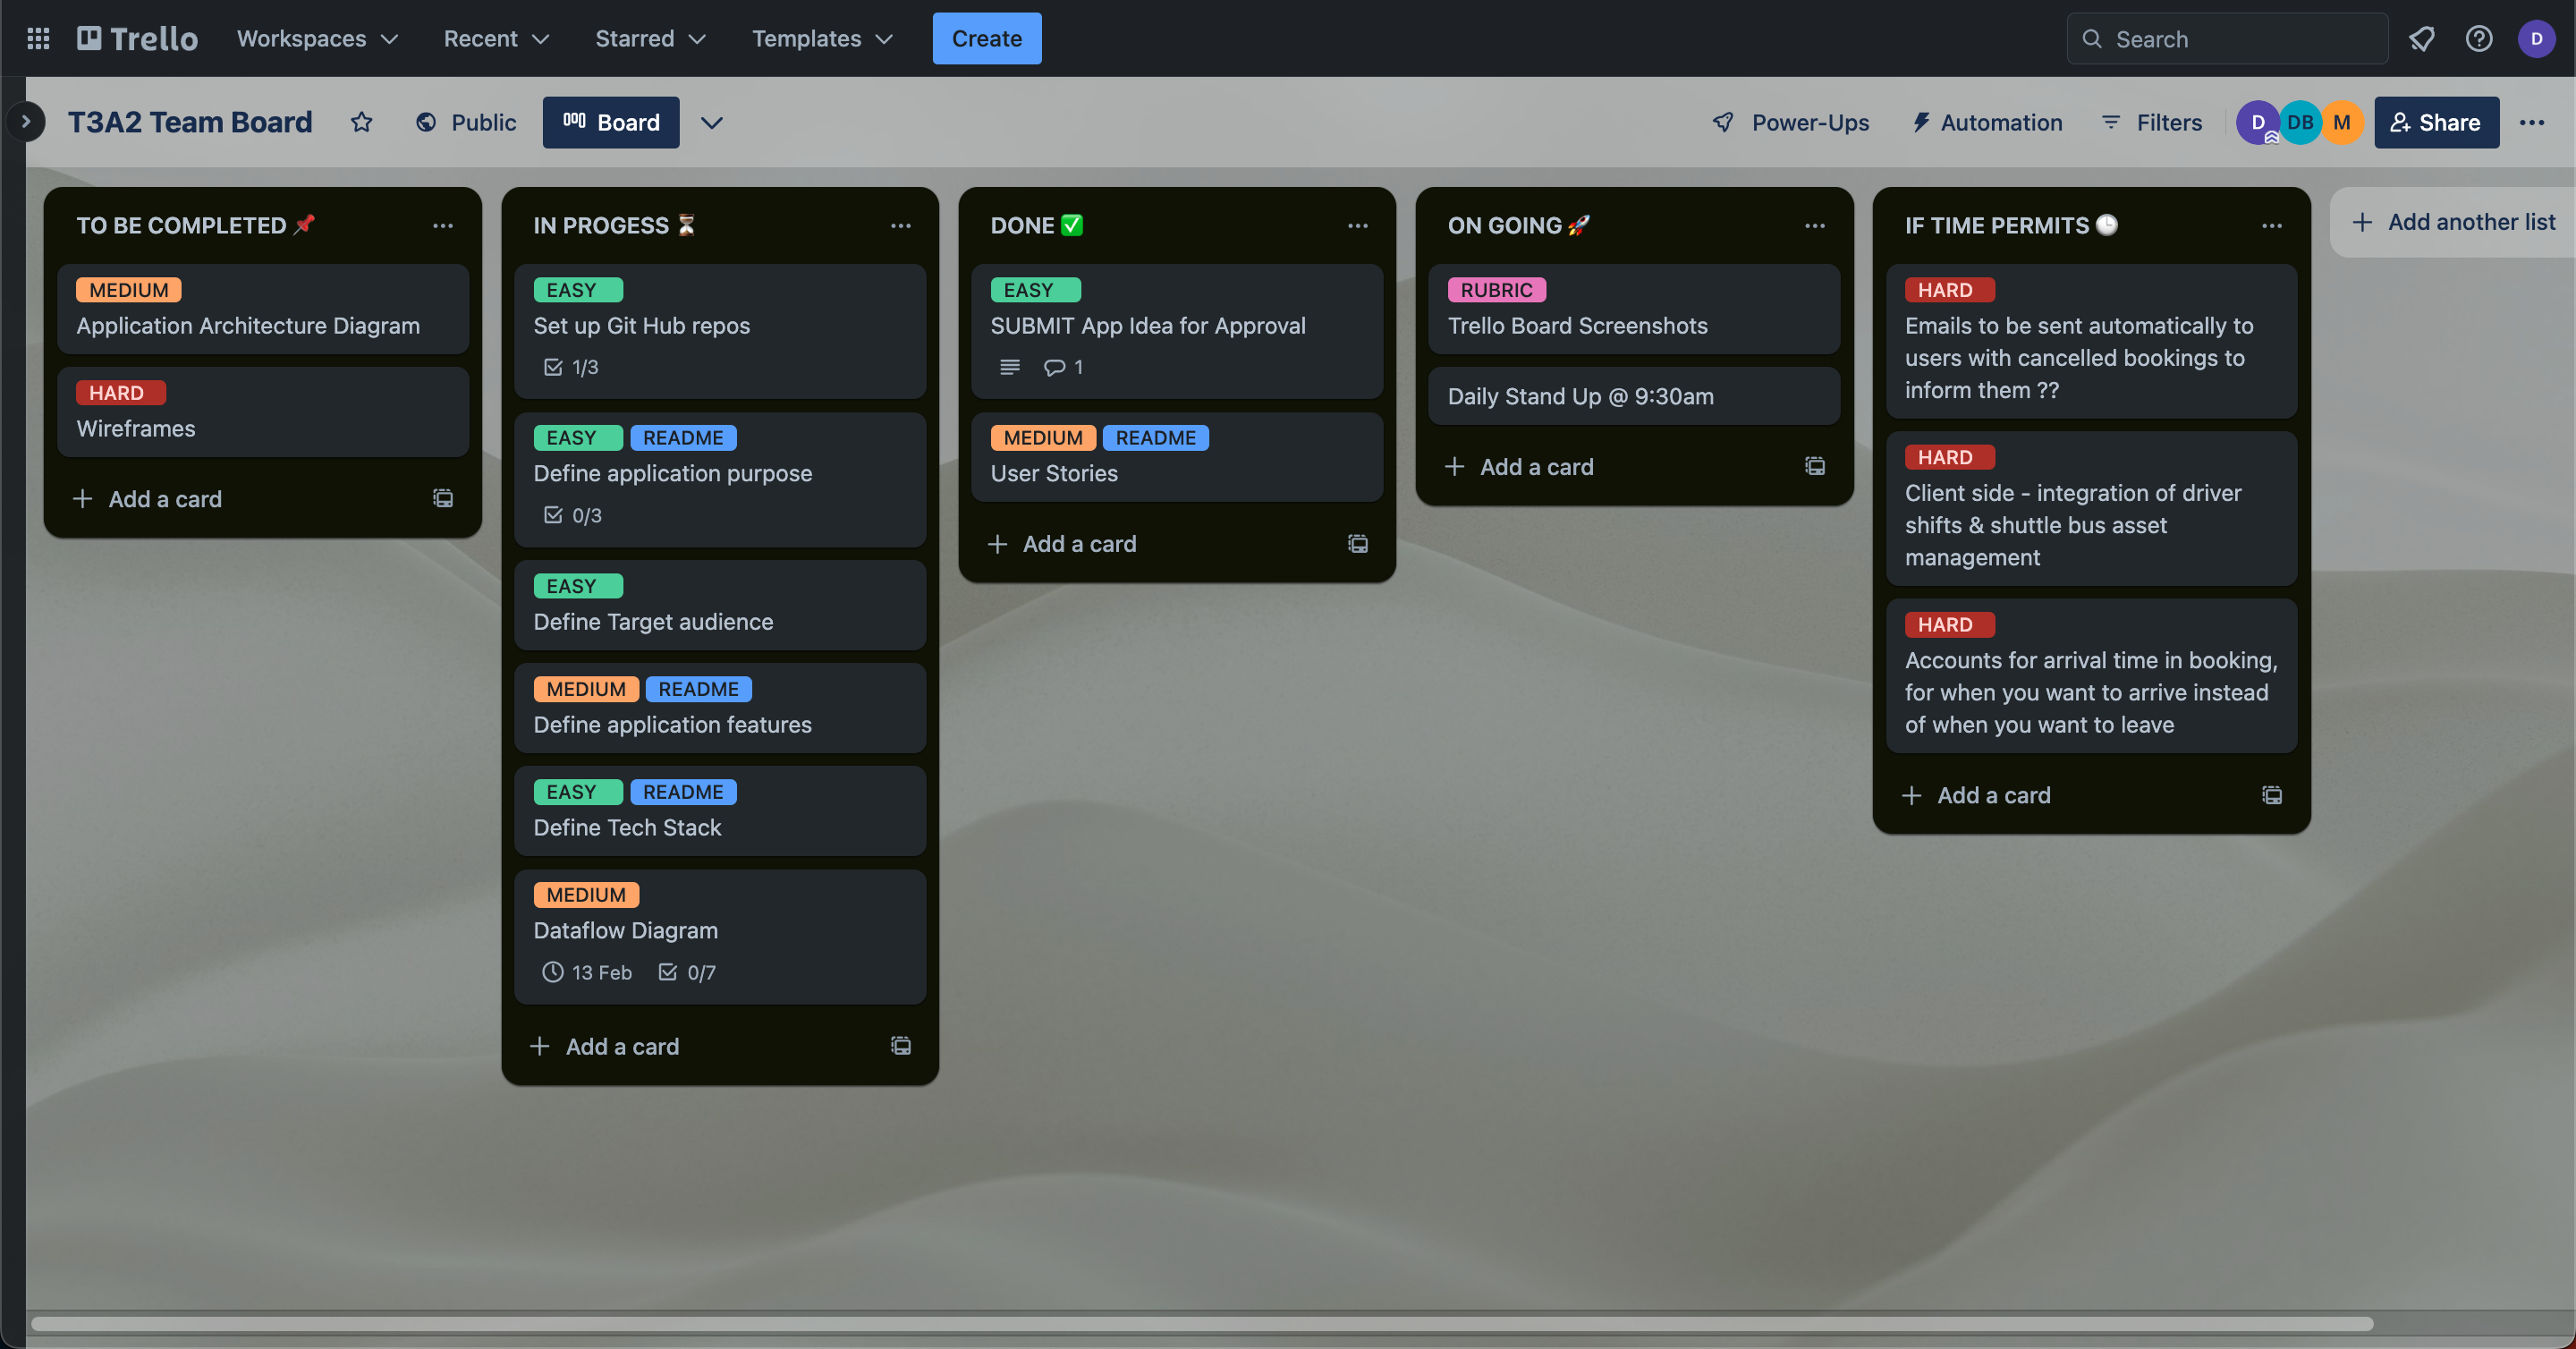 Trello Workspaces Recent Starred Templates Create Search D
T3A2 Team Board Public Board Power-Ups Automation Filters D DB M Share
TO BE COMPLETED
MEDIUM
Application Architecture Diagram
HARD
Wireframes
Add a card
IN PROGESS
EASY
Set up Git Hub repos
1/3
EASY README
Define application purpose
0/3
EASY
Define Target audience
MEDIUM README
Define application features
EASY README
Define Tech Stack
MEDIUM
Dataflow Diagram
13 Feb 0/7
Add a card
DONE
EASY
SUBMIT App Idea for Approval
1
MEDIUM README
User Stories
Add a card
ON GOING
RUBRIC
Trello Board Screenshots
Daily Stand Up @ 9:30am
Add a card
IF TIME PERMITS
HARD
Emails to be sent automatically to
users with cancelled bookings to
inform them ??
HARD
Client side - integration of driver
shifts & shuttle bus asset
management
HARD
Accounts for arrival time in booking,
for when you want to arrive instead
of when you want to leave
Add a card
Add another list